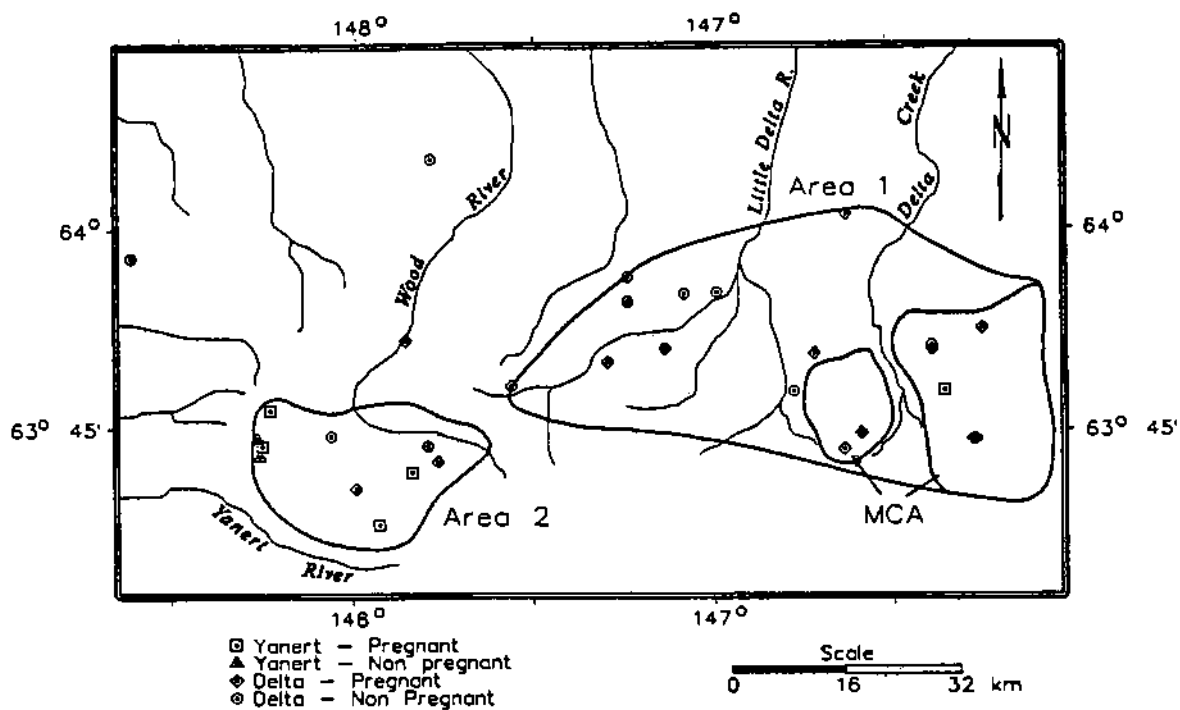 148° 147°
Creek
Little Delta R.
N
River
Area 1
Delta
64° 64°
Wood
63° 45' 63° 45'
MCA
Area 2
Yanert
River
148° 147°
Yanert – Pregnant
Yanert – Non pregnant
Delta – Pregnant
Delta – Non Pregnant
Scale
0 16 32 km